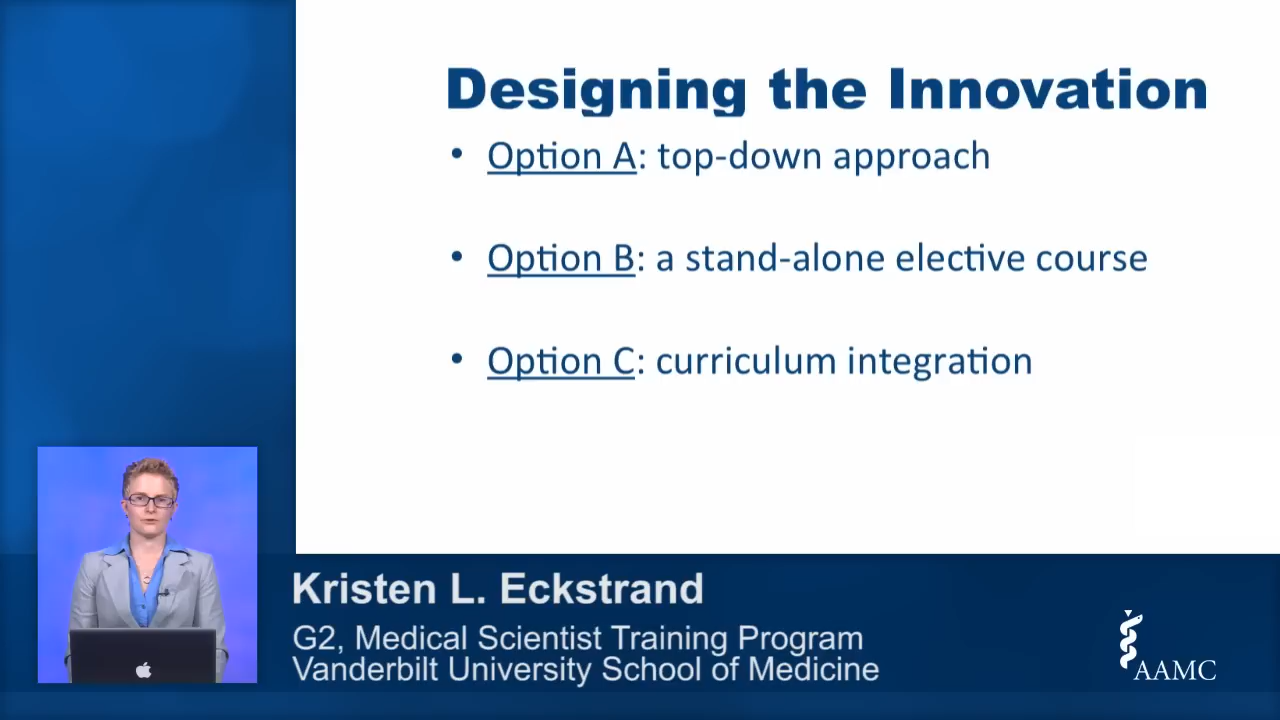 Designing the Innovation
• Option A: top-down approach
• Option B: a stand-alone elective course
• Option C: curriculum integration
Kristen L. Eckstrand
G2, Medical Scientist Training Program
Vanderbilt University School of Medicine
AAMC